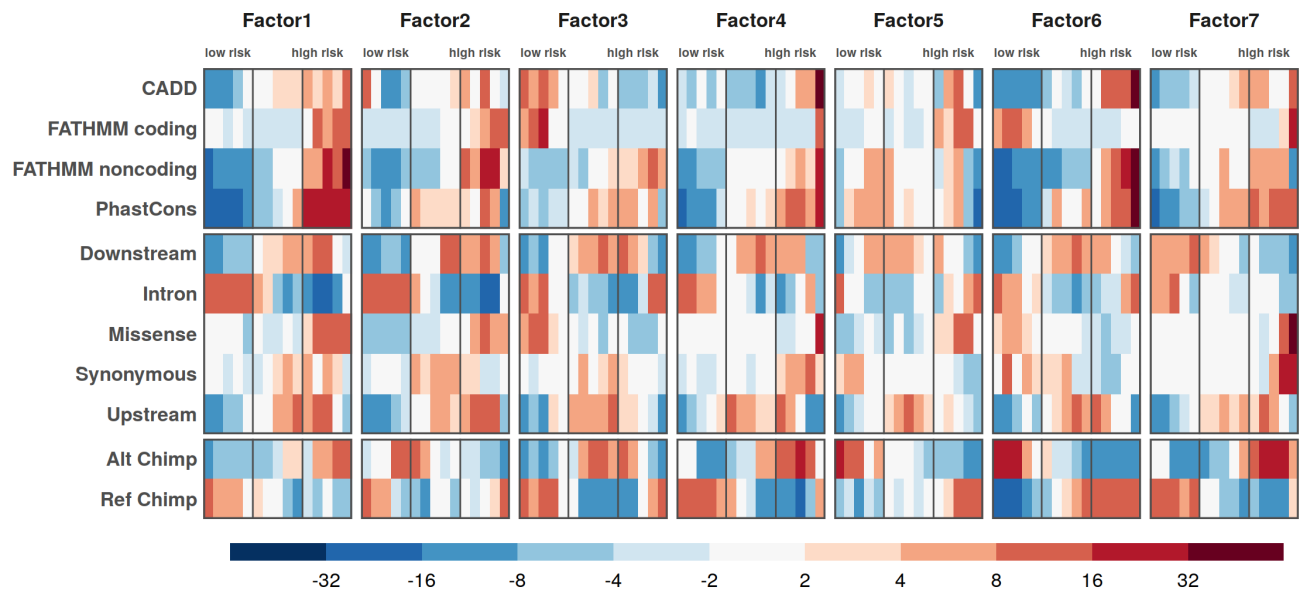 Factor1 Factor2 Factor3 Factor4 Factor5 Factor6 Factor7
low risk high risk low risk high risk low risk high risk low risk high risk low risk high risk low risk high risk low risk high risk
CADD
FATHMM coding
FATHMM noncoding
PhastCons
Downstream
Intron
Missense
Synonymous
Upstream
Alt Chimp
Ref Chimp
-32 -16 -8 -4 -2 2 4 8 16 32